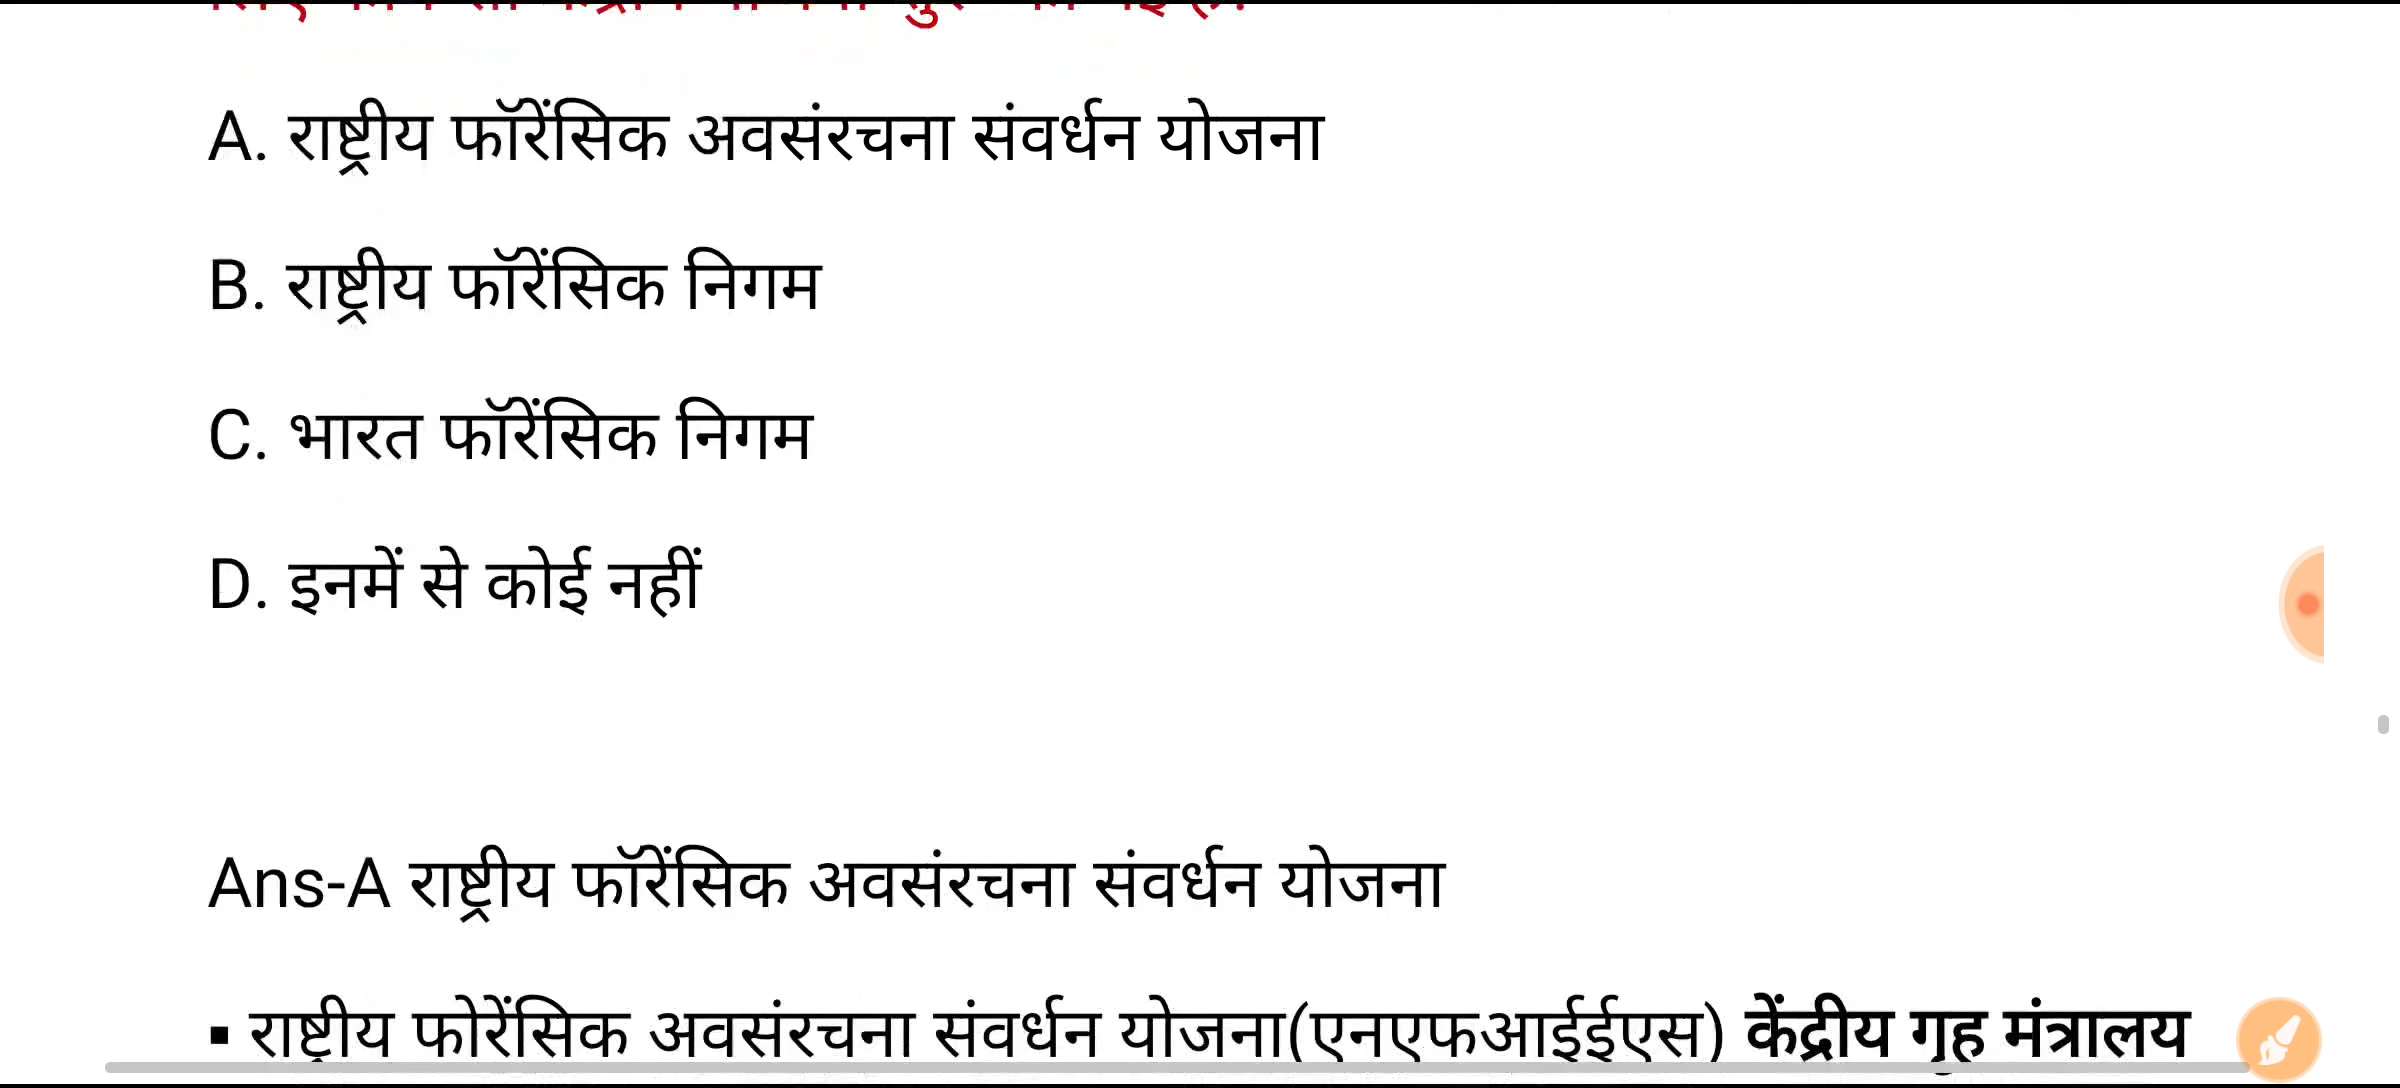 A. राष्ट्रीय फॉरेंसिक अवसंरचना संवर्धन योजना
B. राष्ट्रीय फॉरेंसिक निगम
C. भारत फॉरेंसिक निगम
D. इनमें से कोई नहीं
Ans-A राष्ट्रीय फॉरेंसिक अवसंरचना संवर्धन योजना
▪ राष्ट्रीय फोरेंसिक अवसंरचना संवर्धन योजना(एनएफआईईएस) केंद्रीय गृह मंत्रालय